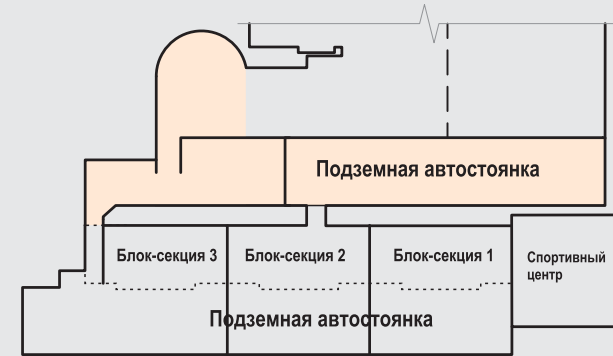 Подземная автостоянка
Блок-секция 3
Блок-секция 2
Блок-секция 1
Спортивный
центр
Подземная автостоянка